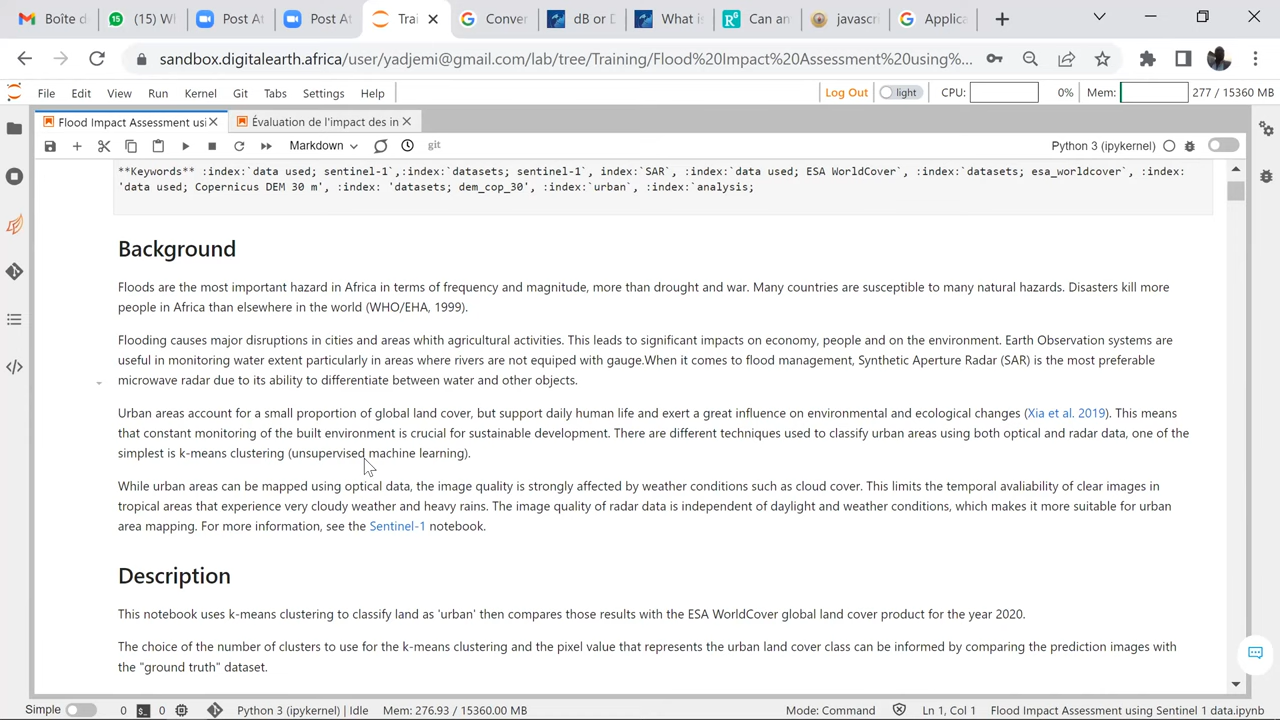 Boîte d
(15) W
Post At
Post At
Trai
Conver
dB or D
What is
Can an
javascri
Applica
sandbox.digitalearth.africa/user/yadjemi@gmail.com/lab/tree/Training/Flood%20Impact%20Assessment%20using%...
File Edit View Run Kernel Git Tabs Settings Help
Log Out light CPU: 0% Mem: 277 / 15360 MB
Flood Impact Assessment usi
Évaluation de l'impact des in
Markdown git Python 3 (ipykernel)
**Keywords** :index:`data used; sentinel-1`,:index:`datasets; sentinel-1`, index:`SAR`, :index:`data used; ESA WorldCover`, :index:`datasets; esa_worldcover`, :index:
'data used; Copernicus DEM 30 m', :index: 'datasets; dem_cop_30', :index:`urban`, :index:`analysis;
Background
Floods are the most important hazard in Africa in terms of frequency and magnitude, more than drought and war. Many countries are susceptible to many natural hazards. Disasters kill more
people in Africa than elsewhere in the world (WHO/EHA, 1999).
Flooding causes major disruptions in cities and areas whith agricultural activities. This leads to significant impacts on economy, people and on the environment. Earth Observation systems are
useful in monitoring water extent particularly in areas where rivers are not equiped with gauge.When it comes to flood management, Synthetic Aperture Radar (SAR) is the most preferable
microwave radar due to its ability to differentiate between water and other objects.
Urban areas account for a small proportion of global land cover, but support daily human life and exert a great influence on environmental and ecological changes (Xia et al. 2019). This means
that constant monitoring of the built environment is crucial for sustainable development. There are different techniques used to classify urban areas using both optical and radar data, one of the
simplest is k-means clustering (unsupervised machine learning).
While urban areas can be mapped using optical data, the image quality is strongly affected by weather conditions such as cloud cover. This limits the temporal avaliability of clear images in
tropical areas that experience very cloudy weather and heavy rains. The image quality of radar data is independent of daylight and weather conditions, which makes it more suitable for urban
area mapping. For more information, see the Sentinel-1 notebook.
Description
This notebook uses k-means clustering to classify land as 'urban' then compares those results with the ESA WorldCover global land cover product for the year 2020.
The choice of the number of clusters to use for the k-means clustering and the pixel value that represents the urban land cover class can be informed by comparing the prediction images with
the "ground truth" dataset.
Simple 0 0 Python 3 (ipykernel) | Idle Mem: 276.93 / 15360.00 MB Mode: Command Ln 1, Col 1 Flood Impact Assessment using Sentinel 1 data.ipynb